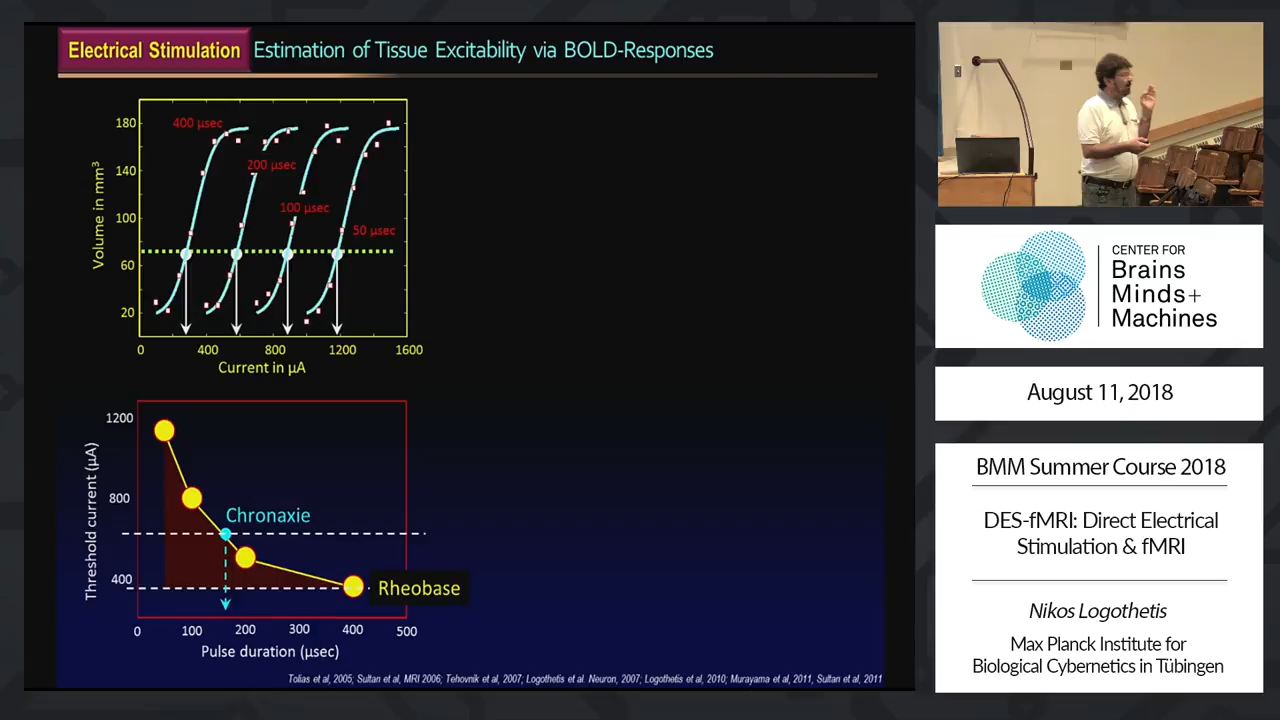 Electrical Stimulation Estimation of Tissue Excitability via BOLD-Responses
180
140
100
60
20
Volume in mm³
400 µsec
200 µsec
100 µsec
50 µsec
0 400 800 1200 1600
Current in µA
1200
800
400
Threshold current (µA)
Chronaxie
Rheobase
0 100 200 300 400 500
Pulse duration (µsec)
Tolias et al, 2005; Sultan et al, MRI 2006; Tehovnik et al, 2007; Logothetis et al. Neuron, 2007; Logothetis et al, 2010; Murayama et al, 2011, Sultan et al, 2011
CENTER FOR
Brains
Minds+
Machines
August 11, 2018
BMM Summer Course 2018
DES-fMRI: Direct Electrical
Stimulation & fMRI
Nikos Logothetis
Max Planck Institute for
Biological Cybernetics in Tübingen